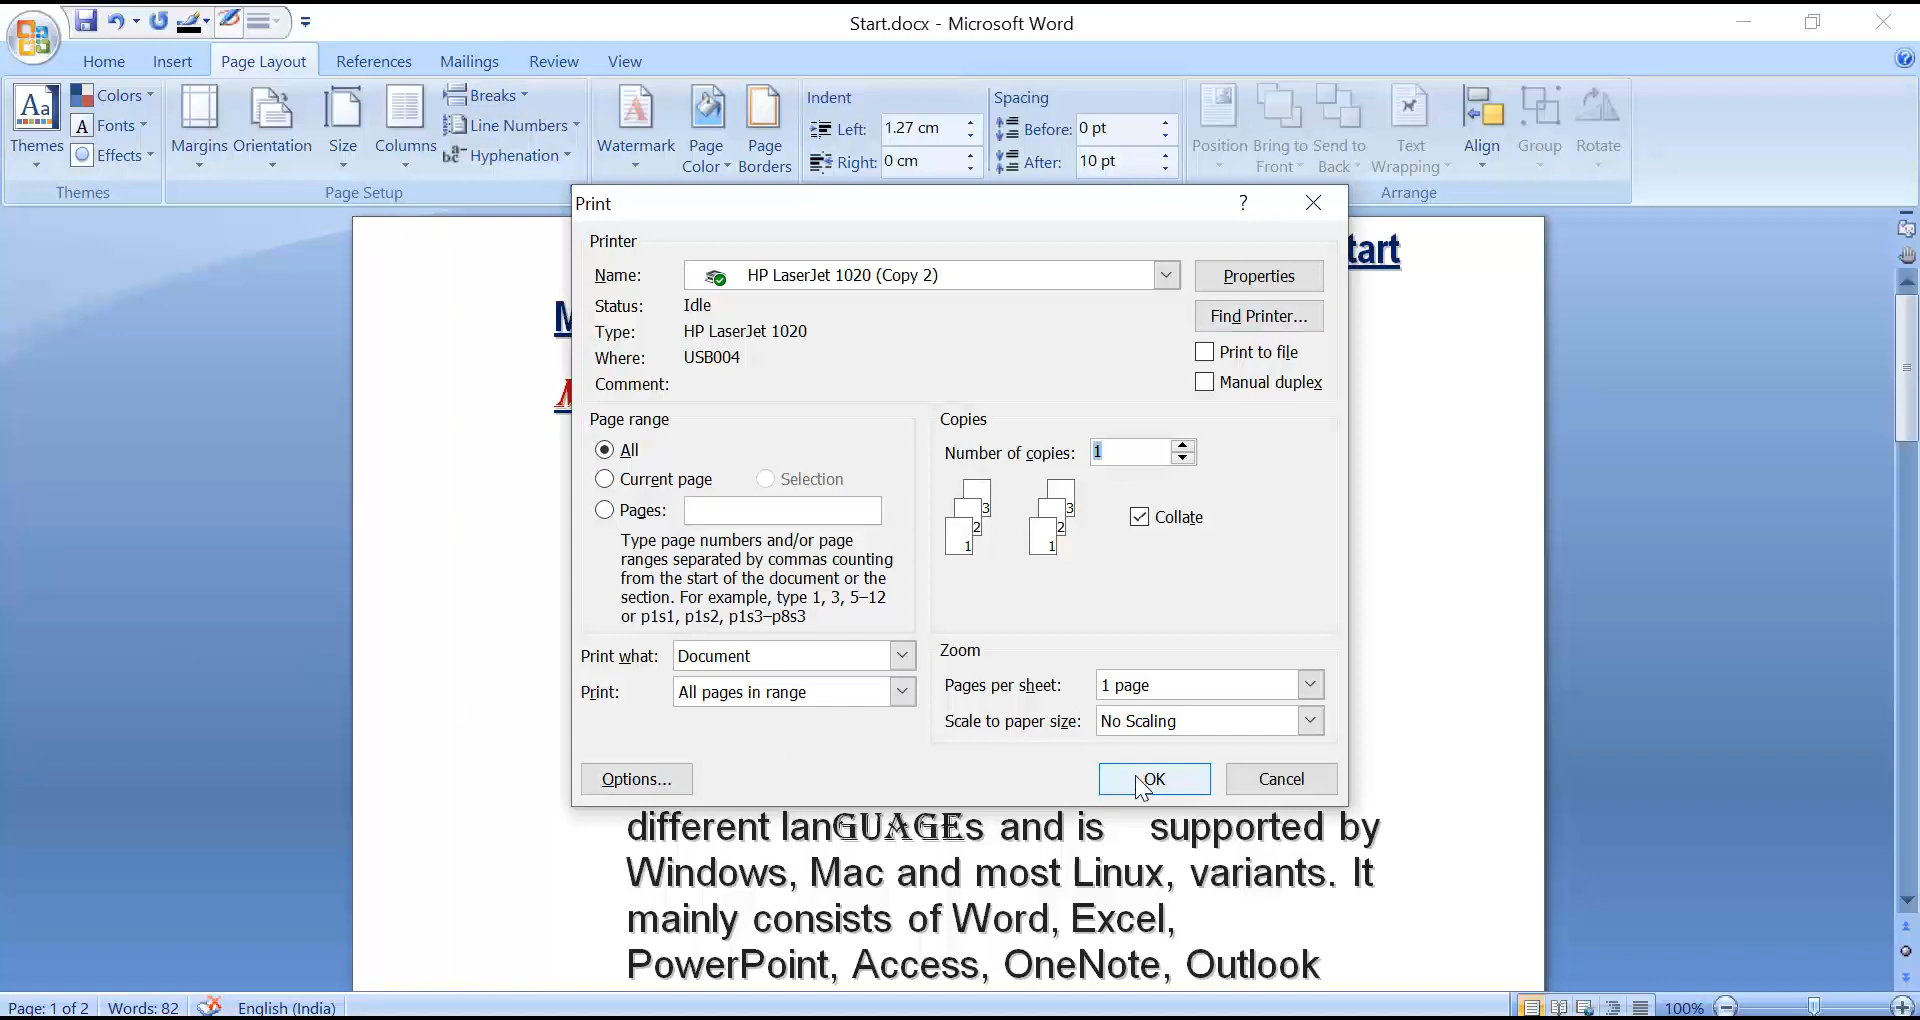 Start.docx - Microsoft Word
Home Insert Page Layout References Mailings Review View
Aa Themes
Colors
A Fonts
Effects
Themes
Margins Orientation Size Columns
Breaks
Line Numbers
Hyphenation
Page Setup
Watermark Page Color Page Borders
Indent
Left: 1.27 cm
Right: 0 cm
Spacing
Before: 0 pt
After: 10 pt
Position Bring to Front Send to Back Text Wrapping Align Group Rotate
Arrange
tart
M
Print ?
Printer
Name: HP LaserJet 1020 (Copy 2) Properties
Status: Idle Find Printer...
Type: HP LaserJet 1020
Where: USB004 Print to file
Comment: Manual duplex
Page range
All
Current page Selection
Pages:
Type page numbers and/or page
ranges separated by commas counting
from the start of the document or the
section. For example, type 1, 3, 5–12
or p1s1, p1s2, p1s3–p8s3
Copies
Number of copies: 1
3 3
2 2
1 1
Collate
Print what: Document
Print: All pages in range
Zoom
Pages per sheet: 1 page
Scale to paper size: No Scaling
Options... OK Cancel
different lanGUAGEs and is supported by
Windows, Mac and most Linux, variants. It
mainly consists of Word, Excel,
PowerPoint, Access, OneNote, Outlook
Page: 1 of 2 Words: 82 English (India) 100%